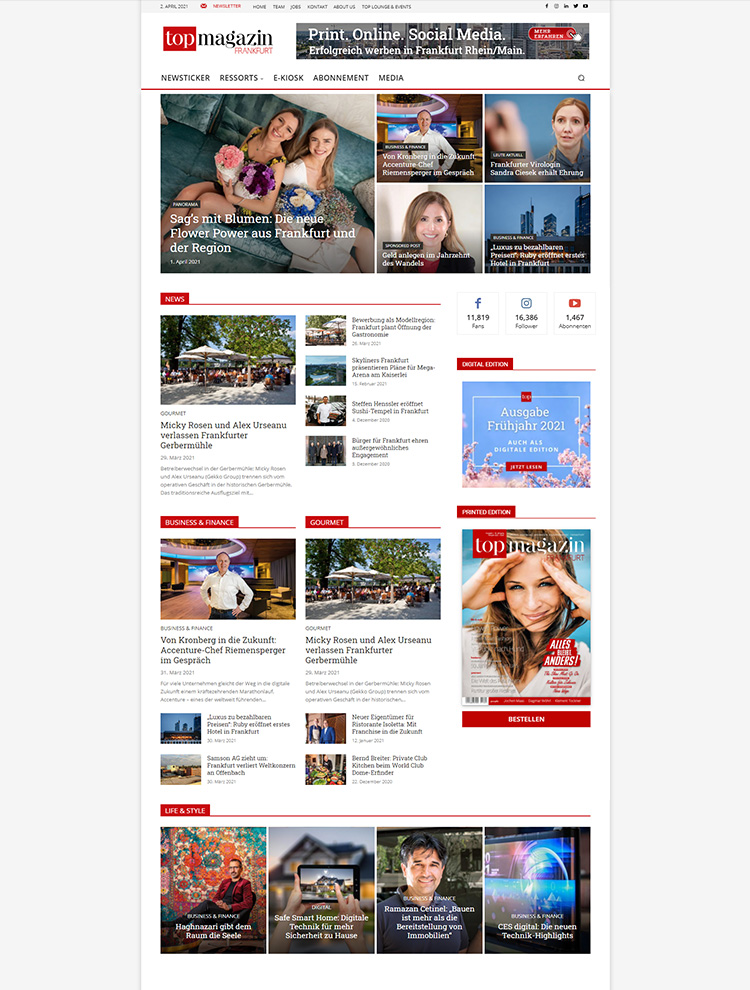 2. APRIL 2021
NEWSLETTER
HOME TEAM JOBS KONTAKT ABOUT US TOP LOUNGE & EVENTS
top magazin
FRANKFURT
Print. Online. Social Media.
Erfolgreich werben in Frankfurt Rhein/Main.
MEHR
ERFAHREN
NEWSTICKER RESSORTS E-KIOSK ABONNEMENT MEDIA
PANORAMA
Sag's mit Blumen: Die neue
Flower Power aus Frankfurt und
der Region
1. April 2021
BUSINESS & FINANCE
Von Kronberg in die Zukunft:
Accenture-Chef
Riemensperger im Gespräch
LEUTE AKTUELL
Frankfurter Virologin
Sandra Ciesek erhält Ehrung
SPONSORED POST
Geld anlegen im Jahrzehnt
des Wandels
BUSINESS & FINANCE
„Luxus zu bezahlbaren
Preisen“: Ruby eröffnet erstes
Hotel in Frankfurt
NEWS
GOURMET
Micky Rosen und Alex Urseanu
verlassen Frankfurter
Gerbermühle
29. März 2021
Betreiberwechsel in der Gerbermühle: Micky Rosen
und Alex Urseanu (Gekko Group) trennen sich vom
operativen Geschäft in der historischen Gerbermühle.
Das traditionsreiche Ausflugsziel mit...
Bewerbung als Modellregion:
Frankfurt plant Öffnung der
Gastronomie
26. März 2021
Skyliners Frankfurt
präsentieren Pläne für Mega-
Arena am Kaiserlei
15. Februar 2021
Steffen Henssler eröffnet
Sushi-Tempel in Frankfurt
4. Dezember 2020
Bürger für Frankfurt ehren
außergewöhnliches
Engagement
3. Dezember 2020
11,819
Fans
16,386
Follower
1,467
Abonnenten
DIGITAL EDITION
top
Ausgabe
Frühjahr 2021
AUCH ALS
DIGITALE EDITION
JETZT LESEN
PRINTED EDITION
top magazin
FRANKFURT
ALLES
BLEIBT
ANDERS!
BESTELLEN
BUSINESS & FINANCE
BUSINESS & FINANCE
Von Kronberg in die Zukunft:
Accenture-Chef Riemensperger
im Gespräch
31. März 2021
Für viele Unternehmen gleicht der Weg in die digitale
Zukunft einem kräftezehrenden Marathonlauf.
Accenture – eines der weltweit führenden...
„Luxus zu bezahlbaren
Preisen“: Ruby eröffnet erstes
Hotel in Frankfurt
30. März 2021
Samson AG zieht um:
Frankfurt verliert Weltkonzern
an Offenbach
30. März 2021
GOURMET
GOURMET
Micky Rosen und Alex Urseanu
verlassen Frankfurter
Gerbermühle
29. März 2021
Betreiberwechsel in der Gerbermühle: Micky Rosen
und Alex Urseanu (Gekko Group) trennen sich vom
operativen Geschäft in der historischen...
Neuer Eigentümer für
Ristorante Isoletta: Mit
Franchise in die Zukunft
12. Januar 2021
Bernd Breiter: Private Club
Kitchen beim World Club
Dome-Erfinder
22. Dezember 2020
LIFE & STYLE
BUSINESS & FINANCE
Haghnazari gibt dem
Raum die Seele
DIGITAL
Safe Smart Home: Digitale
Technik für mehr
Sicherheit zu Hause
BUSINESS & FINANCE
Ramazan Cetinel: „Bauen
ist mehr als die
Bereitstellung von
Immobilien“
BUSINESS & FINANCE
CES digital: Die neuen
Technik-Highlights